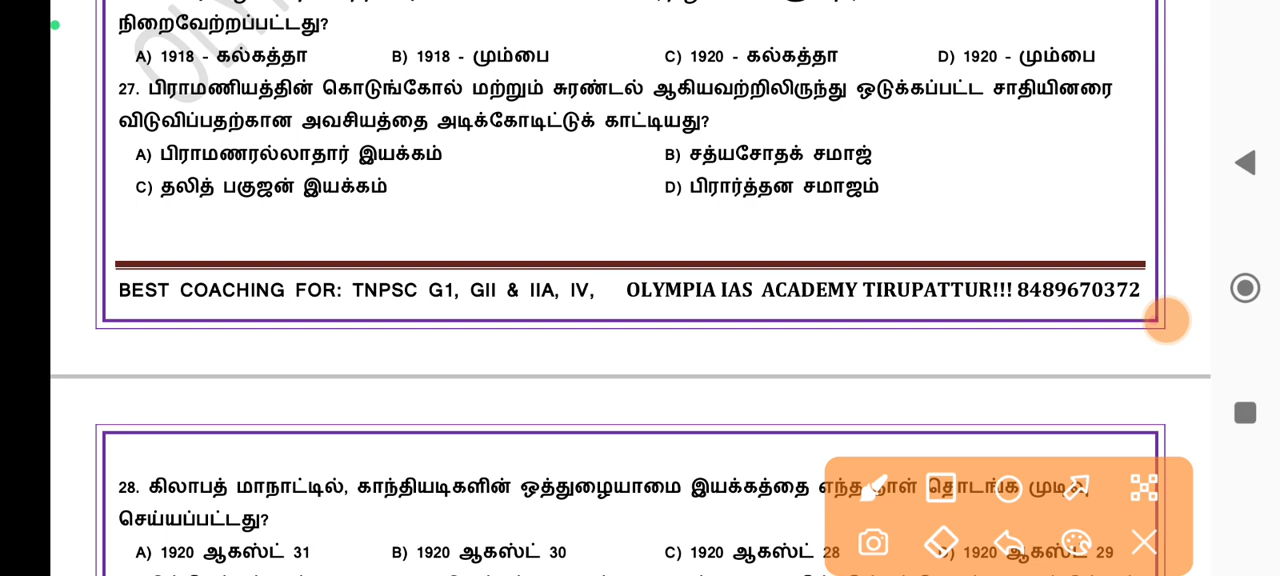 நிறைவேற்றப்பட்டது?
A) 1918 - கல்கத்தா B) 1918 - மும்பை C) 1920 - கல்கத்தா D) 1920 - மும்பை
27. பிராமணியத்தின் கொடுங்கோல் மற்றும் சுரண்டல் ஆகியவற்றிலிருந்து ஒடுக்கப்பட்ட சாதியினரை
விடுவிப்பதற்கான அவசியத்தை அடிக்கோடிட்டுக் காட்டியது?
A) பிராமணரல்லாதார் இயக்கம் B) சத்யசோதக் சமாஜ்
C) தலித் பகுஜன் இயக்கம் D) பிரார்த்தன சமாஜம்
BEST COACHING FOR: TNPSC G1, GII & IIA, IV, OLYMPIA IAS ACADEMY TIRUPATTUR!!! 8489670372
28. கிலாபத் மாநாட்டில், காந்தியடிகளின் ஒத்துழையாமை இயக்கத்தை எந்த நாள் தொடங்க முடிவு
செய்யப்பட்டது?
A) 1920 ஆகஸ்ட் 31 B) 1920 ஆகஸ்ட் 30 C) 1920 ஆகஸ்ட் 28 D) 1920 ஆகஸ்ட் 29